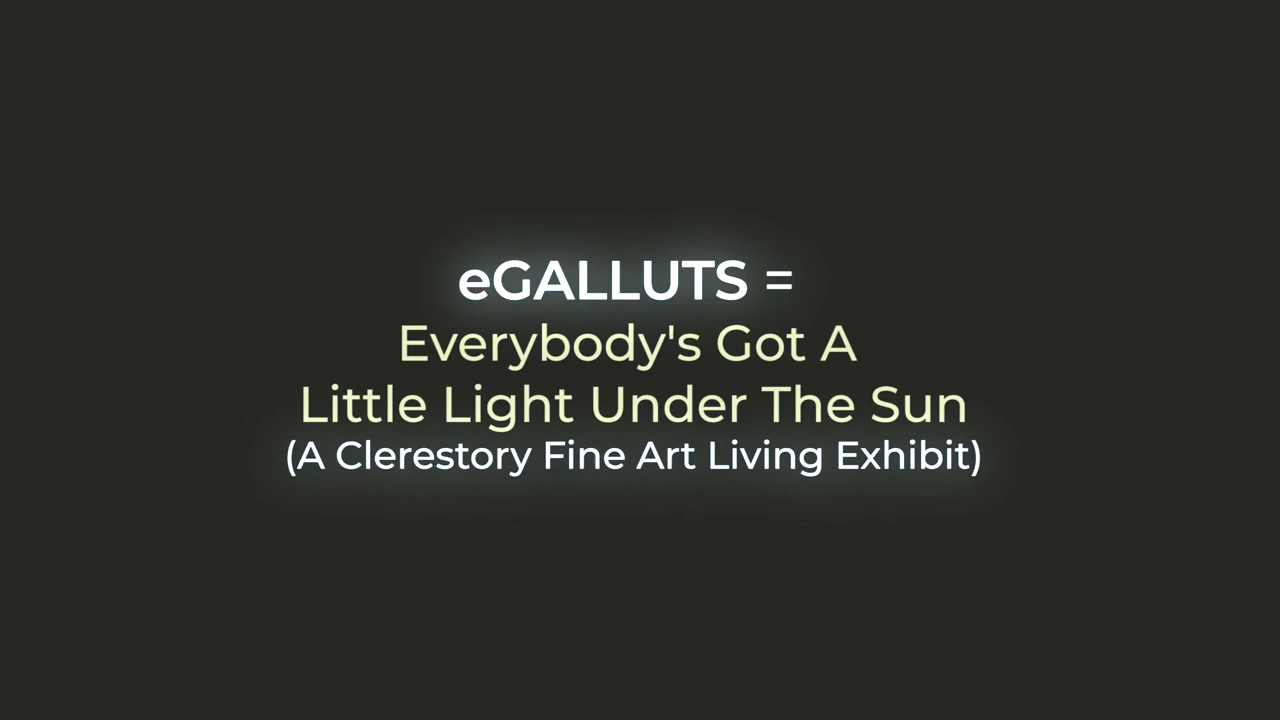 eGALLUTS =
Everybody's Got A
Little Light Under The Sun
(A Clerestory Fine Art Living Exhibit)